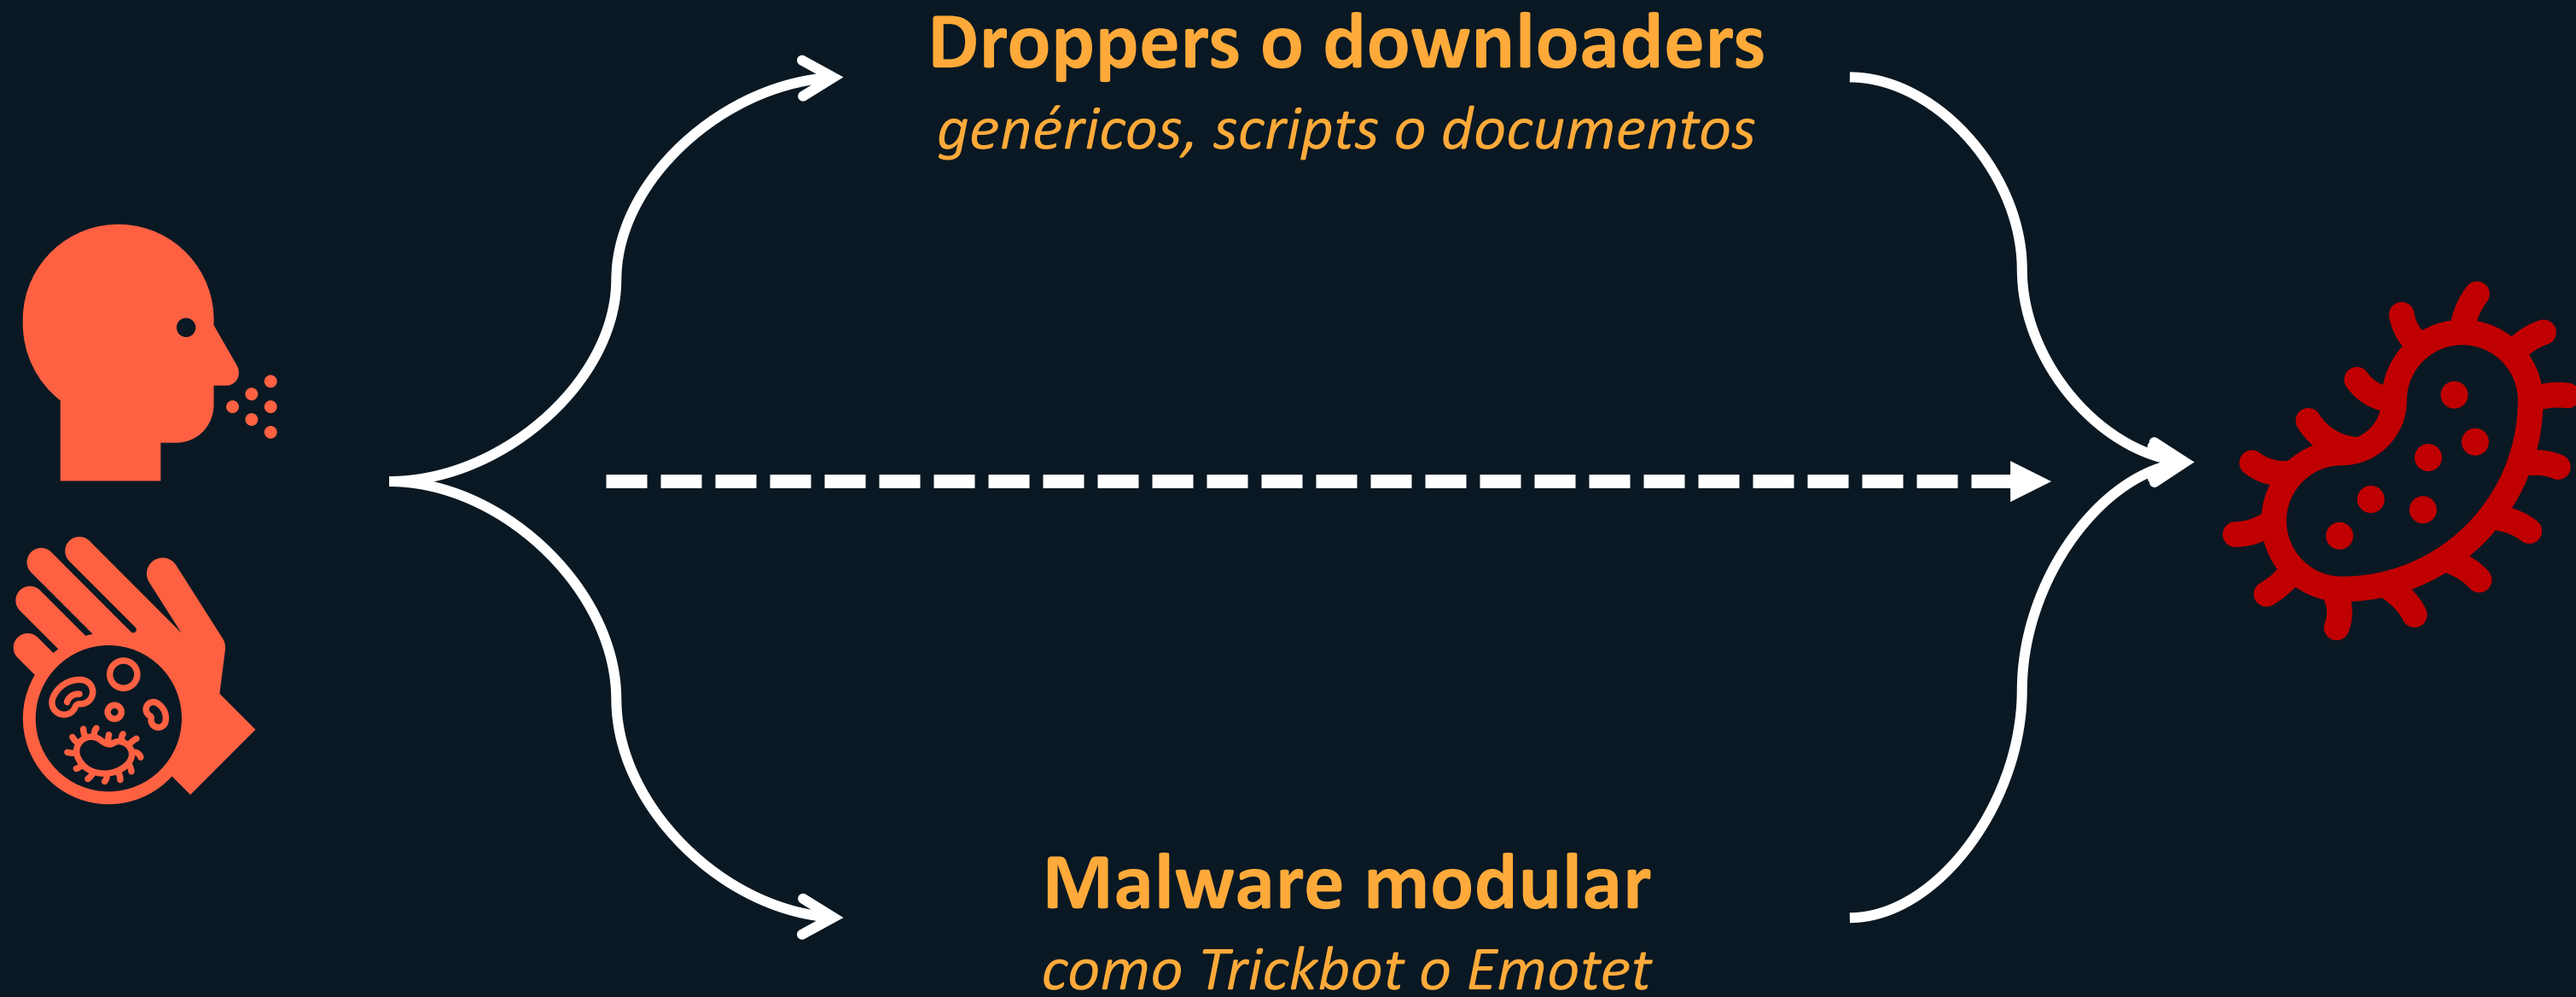 Droppers o downloaders
genéricos, scripts o documentos
Malware modular
como Trickbot o Emotet